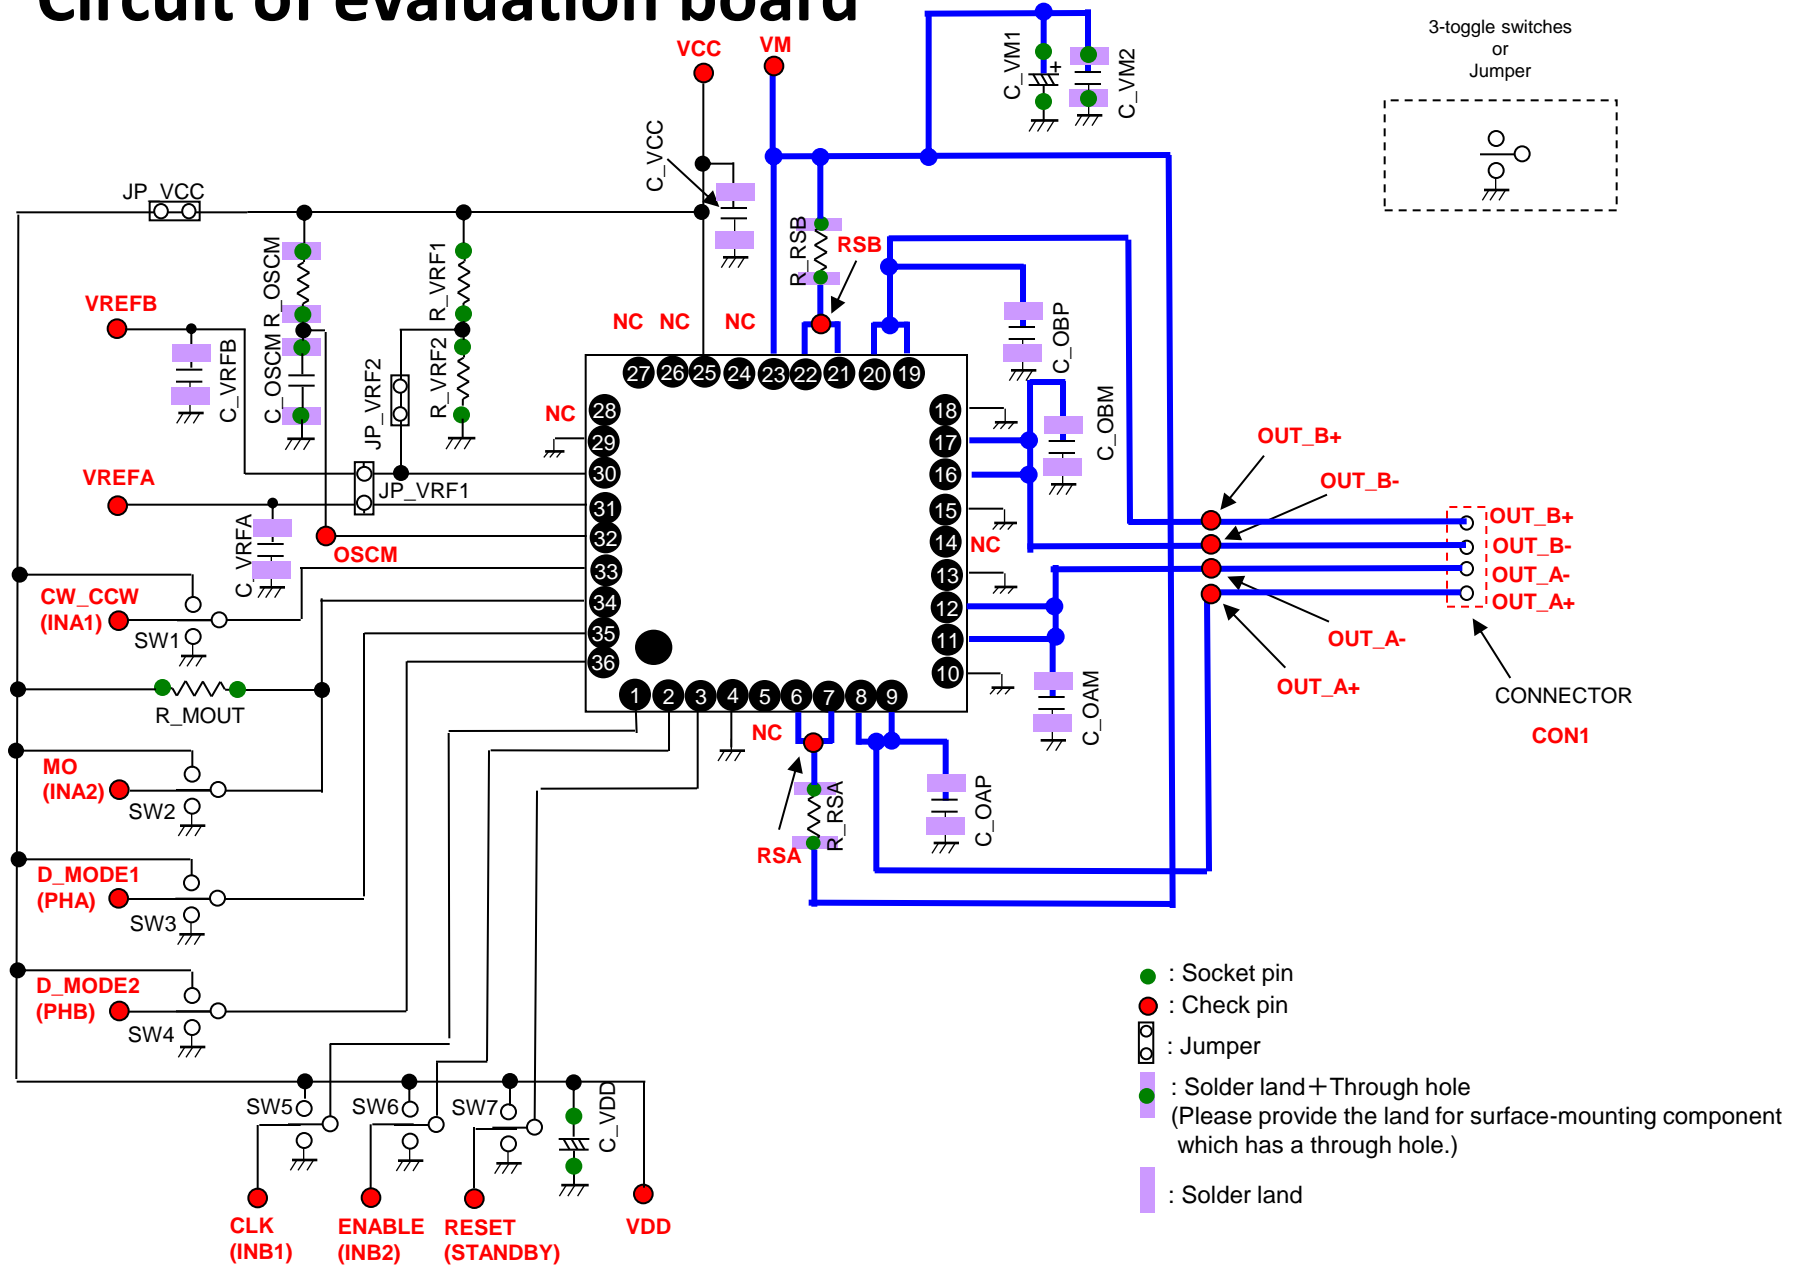 Circuit of evaluation board
3-toggle switches
or
Jumper
VCC
VM
C_VM1
+
C_VM2
C_VCC
JP_VCC
R_OSCM
R_VRF1
R_RSB
RSB
VREFB
NC
NC
NC
C_VRFB
C_OSCM
JP_VRF2
R_VRF2
C_OBP
27
26
25
24
23
22
21
20
19
NC
28
29
30
31
32
33
34
35
36
18
17
16
15
14
13
12
11
10
NC
C_OBM
OUT_B+
OUT_B-
VREFA
JP_VRF1
C_VRFA
OSCM
OUT_B+
OUT_B-
OUT_A-
OUT_A+
CW_CCW
(INA1)
SW1
OUT_A-
OUT_A+
CONNECTOR
CON1
R_MOUT
1
2
3
4
5
6
7
8
9
NC
C_OAM
MO
(INA2)
SW2
R_RSA
RSA
C_OAP
D_MODE1
(PHA)
SW3
D_MODE2
(PHB)
SW4
: Socket pin
: Check pin
: Jumper
: Solder land＋Through hole
(Please provide the land for surface-mounting component
which has a through hole.)
: Solder land
SW5
SW6
SW7
C_VDD
CLK
(INB1)
ENABLE
(INB2)
RESET
(STANDBY)
VDD